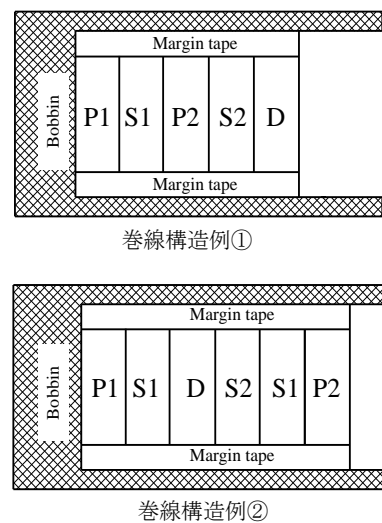 Margin tape
Bobbin
P1 S1 P2 S2 D
Margin tape
巻線構造例①
Margin tape
Bobbin
P1 S1 D S2 S1 P2
Margin tape
巻線構造例②